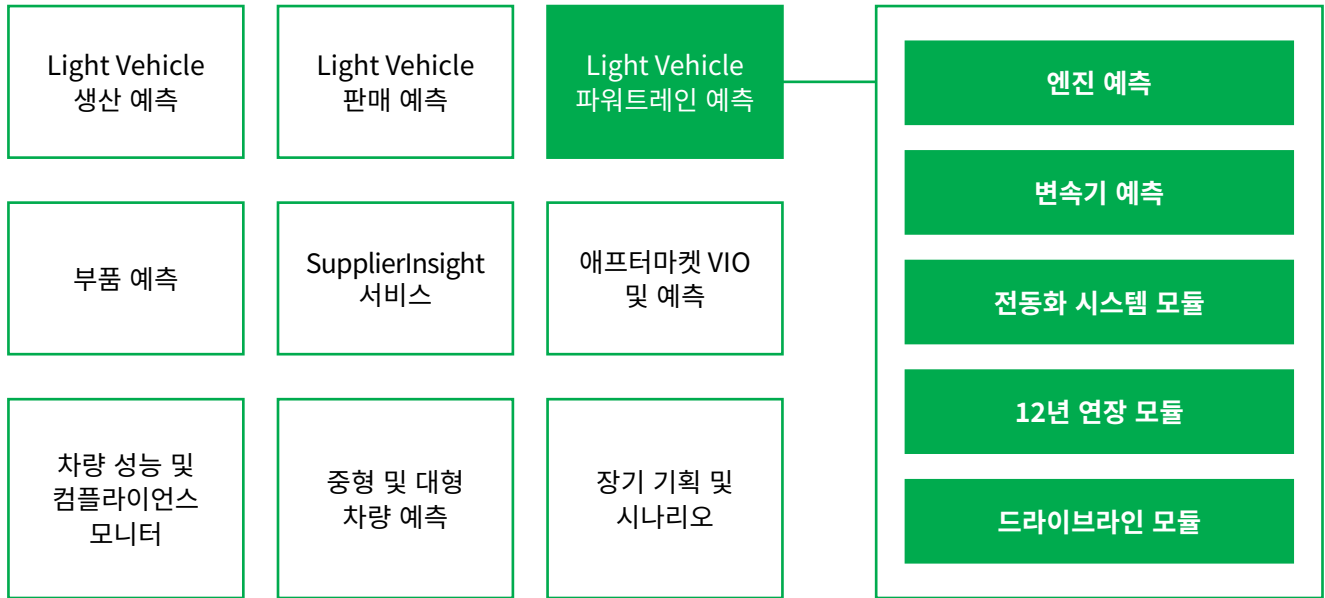 Light Vehicle
생산 예측
Light Vehicle
판매 예측
Light Vehicle
파워트레인 예측
부품 예측
SupplierInsight
서비스
애프터마켓 VIO
및 예측
차량 성능 및
컴플라이언스
모니터
중형 및 대형
차량 예측
장기 기획 및
시나리오
엔진 예측
변속기 예측
전동화 시스템 모듈
12년 연장 모듈
드라이브라인 모듈